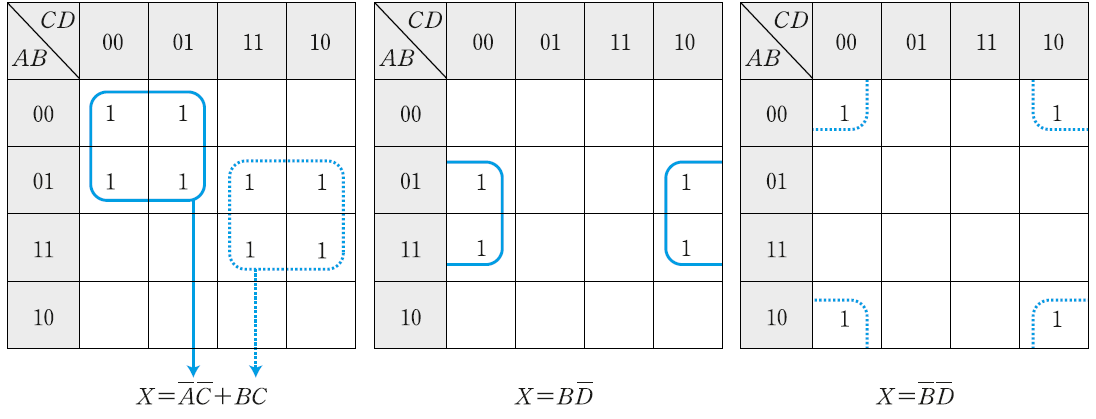 CD
AB 00 01 11 10
00 1 1
01 1 1 1 1
11 1 1
10
X=A̅C̅+BC
CD
AB 00 01 11 10
00
01 1 1
11 1 1
10
X=BD̅
CD
AB 00 01 11 10
00 1 1
01
11
10 1 1
X=B̅D̅